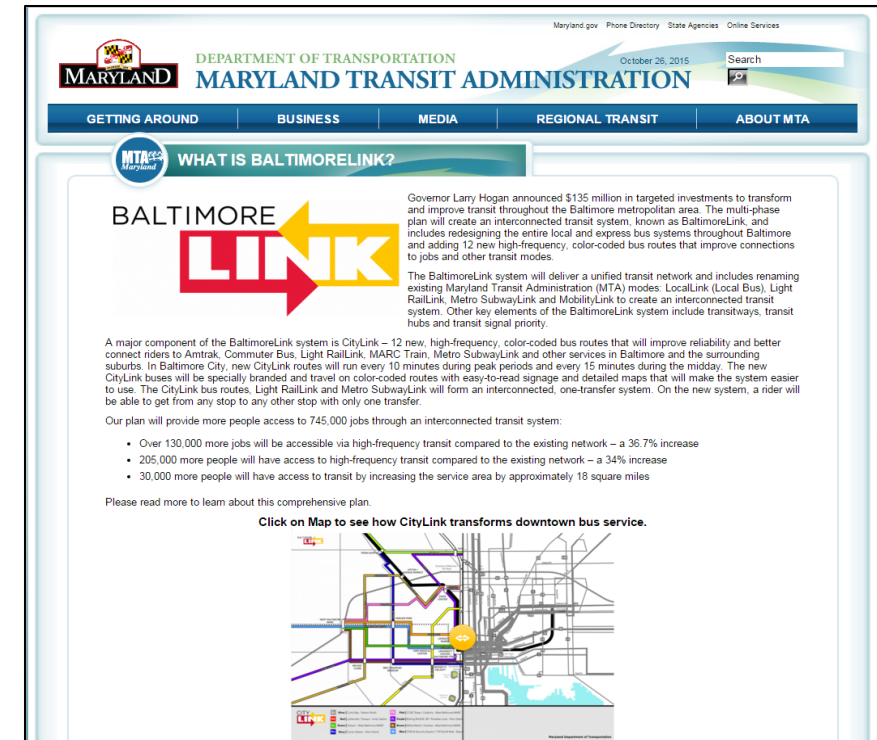 Maryland.gov Phone Directory State Agencies Online Services
MARYLAND
DEPARTMENT OF TRANSPORTATION
MARYLAND TRANSIT ADMINISTRATION
October 26, 2015
Search
GETTING AROUND BUSINESS MEDIA REGIONAL TRANSIT ABOUT MTA
MTA
Maryland
WHAT IS BALTIMORELINK?
BALTIMORE
LINK
Governor Larry Hogan announced $135 million in targeted investments to transform
and improve transit throughout the Baltimore metropolitan area. The multi-phase
plan will create an interconnected transit system, known as BaltimoreLink, and
includes redesigning the entire local and express bus systems throughout Baltimore
and adding 12 new high-frequency, color-coded bus routes that improve connections
to jobs and other transit modes.
The BaltimoreLink system will deliver a unified transit network and includes renaming
existing Maryland Transit Administration (MTA) modes: LocalLink (Local Bus), Light
RailLink, Metro SubwayLink and MobilityLink to create an interconnected transit
system. Other key elements of the BaltimoreLink system include transitways, transit
hubs and transit signal priority.
A major component of the BaltimoreLink system is CityLink – 12 new, high-frequency, color-coded bus routes that will improve reliability and better
connect riders to Amtrak, Commuter Bus, Light RailLink, MARC Train, Metro SubwayLink and other services in Baltimore and the surrounding
suburbs. In Baltimore City, new CityLink routes will run every 10 minutes during peak periods and every 15 minutes during the midday. The new
CityLink buses will be specially branded and travel on color-coded routes with easy-to-read signage and detailed maps that will make the system easier
to use. The CityLink bus routes, Light RailLink and Metro SubwayLink will form an interconnected, one-transfer system. On the new system, a rider will
be able to get from any stop to any other stop with only one transfer.
Our plan will provide more people access to 745,000 jobs through an interconnected transit system:
• Over 130,000 more jobs will be accessible via high-frequency transit compared to the existing network – a 36.7% increase
• 205,000 more people will have access to high-frequency transit compared to the existing network – a 34% increase
• 30,000 more people will have access to transit by increasing the service area by approximately 18 square miles
Please read more to learn about this comprehensive plan.
Click on Map to see how CityLink transforms downtown bus service.
BALTIMORE
LINK
CITY
LINK
Maryland Department of Transportation